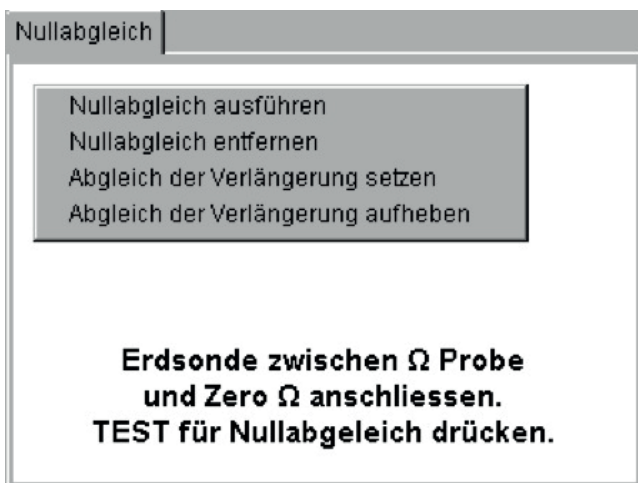 Nullabgleich
Nullabgleich ausführen
Nullabgleich entfernen
Abgleich der Verlängerung setzen
Abgleich der Verlängerung aufheben
Erdsonde zwischen Ω Probe
und Zero Ω anschliessen.
TEST für Nullabgeleich drücken.